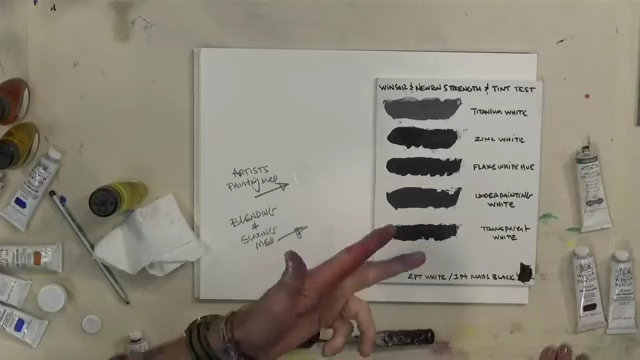 WINSOR & NEWTON STRENGTH & TINT TEST
TITANIUM WHITE
ZINC WHITE
FLAKE WHITE HUE
UNDERPAINTING
WHITE
TRANSPARENT
WHITE
2PT WHITE / 1PT MARS BLACK
ARTISTS
Painting MED
BLENDING
&
GLAZING
MED